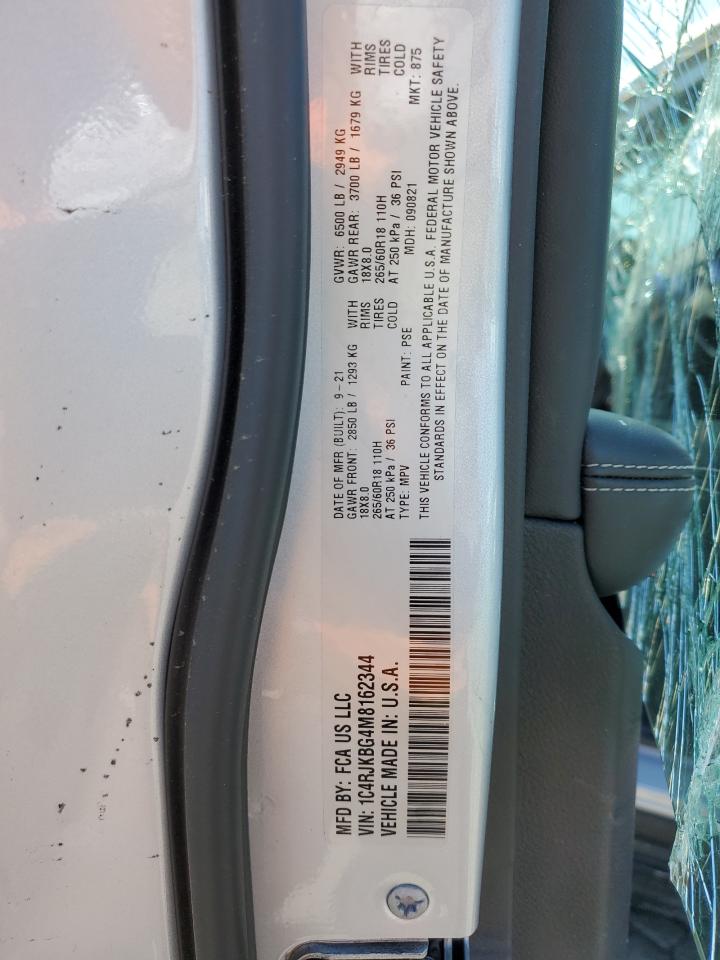 MFD BY: FCA US LLC
VIN: 1C4RJKBG4M8162344
VEHICLE MADE IN: U.S.A.
DATE OF MFR (BUILT): 9-21
GVWR: 6500 LB / 2949 KG
GAWR FRONT: 2850 LB / 1293 KG WITH
GAWR REAR: 3700 LB / 1679 KG WITH
18X8.0 RIMS
18X8.0 RIMS
265/60R18 110H TIRES
265/60R18 110H TIRES
AT 250 kPa / 36 PSI COLD
AT 250 kPa / 36 PSI COLD
TYPE: MPV PAINT: PSE MDH: 090821 MKT: 875
THIS VEHICLE CONFORMS TO ALL APPLICABLE U.S.A. FEDERAL MOTOR VEHICLE SAFETY
STANDARDS IN EFFECT ON THE DATE OF MANUFACTURE SHOWN ABOVE.